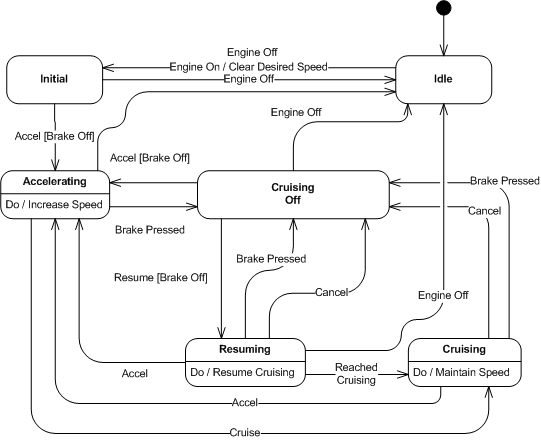 Engine Off
Engine On / Clear Desired Speed
Engine Off
Initial
Idle
Engine Off
Accel [Brake Off]
Accel [Brake Off]
Accelerating
Do / Increase Speed
Cruising
Off
Brake Pressed
Cancel
Brake Pressed
Brake Pressed
Resume [Brake Off]
Cancel
Engine Off
Resuming
Do / Resume Cruising
Cruising
Do / Maintain Speed
Reached
Cruising
Accel
Accel
Cruise